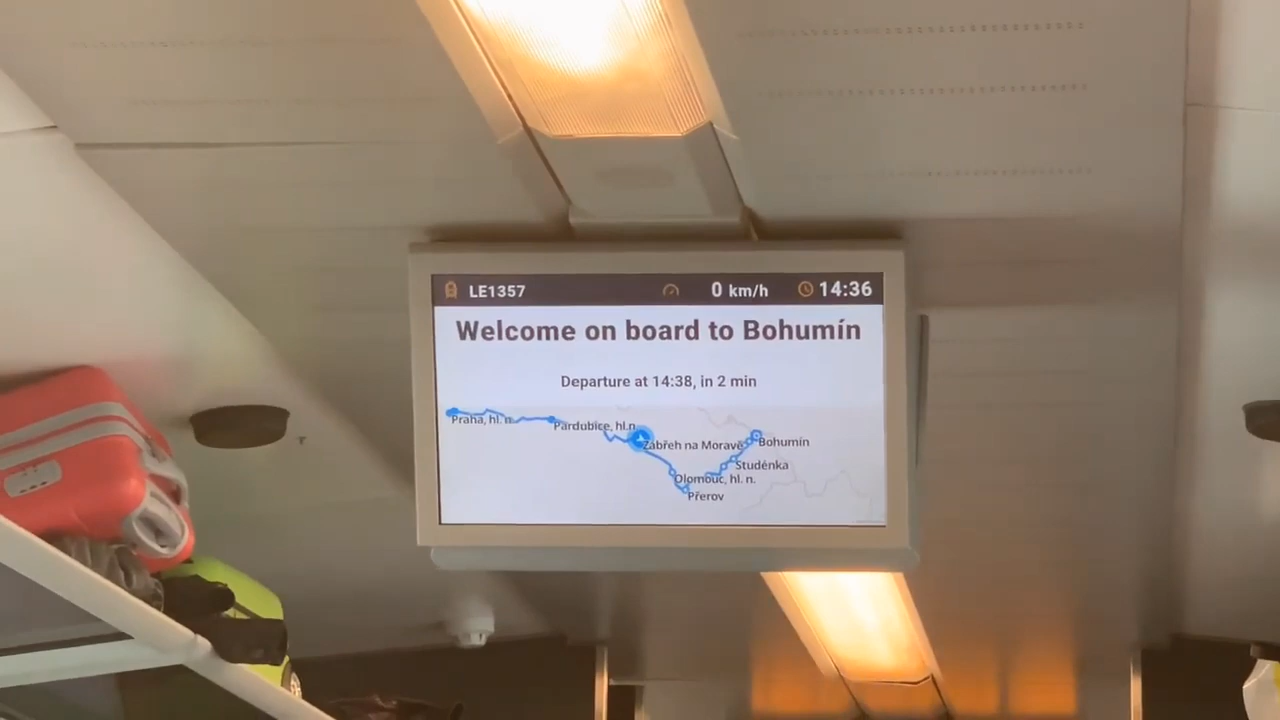 LE1357 0 km/h 14:36
Welcome on board to Bohumín
Departure at 14:38, in 2 min
Praha, hl. n.
Pardubice, hl.n.
Zábřeh na Moravě
Bohumín
Studénka
Olomouc, hl. n.
Přerov